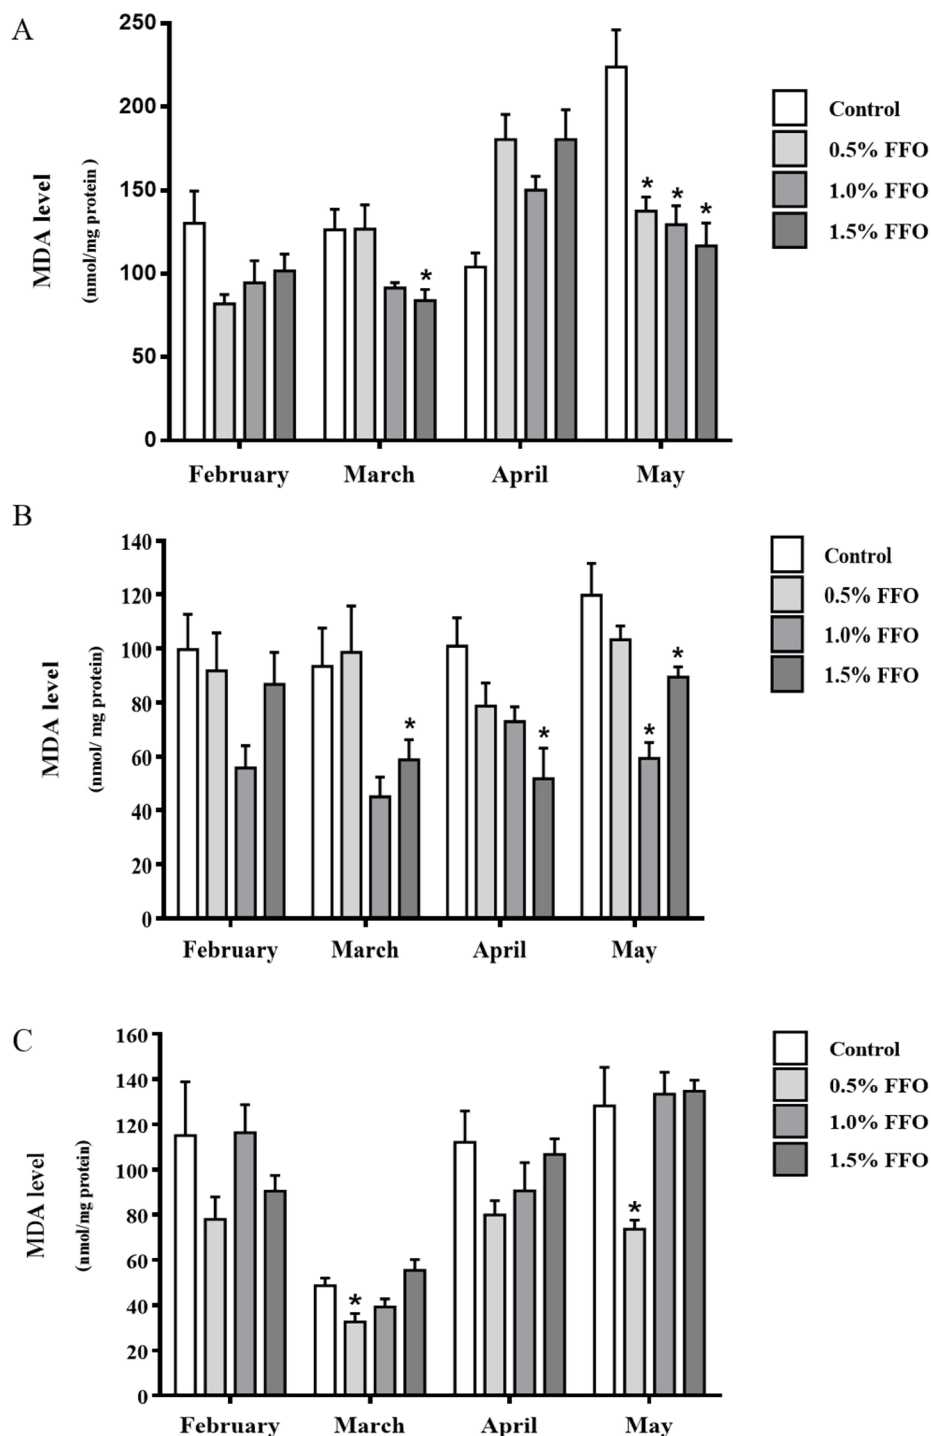 A
MDA level
(nmol/mg protein )
250
200
150
100
50
0
*
*
*
*
February March April May
Control
0.5% FFO
1.0% FFO
1.5% FFO
B
MDA level
(nmol/ mg protein)
140
120
100
80
60
40
20
0
*
*
*
*
February March April May
Control
0.5% FFO
1.0% FFO
1.5% FFO
C
MDA level
(nmol/mg protein)
160
140
120
100
80
60
40
20
0
*
*
February March April May
Control
0.5% FFO
1.0% FFO
1.5% FFO